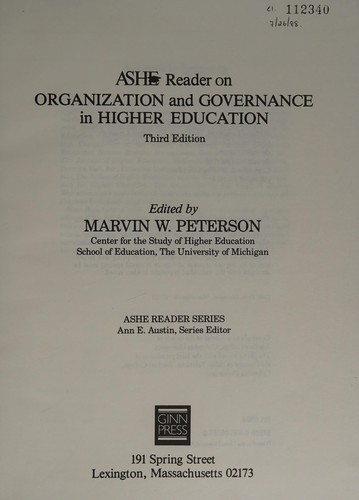 cl. 112340
7/26/88
ASHE Reader on
ORGANIZATION and GOVERNANCE
in HIGHER EDUCATION
Third Edition
Edited by
MARVIN W. PETERSON
Center for the Study of Higher Education
School of Education, The University of Michigan
ASHE READER SERIES
Ann E. Austin, Series Editor
GINN
PRESS
191 Spring Street
Lexington, Massachusetts 02173